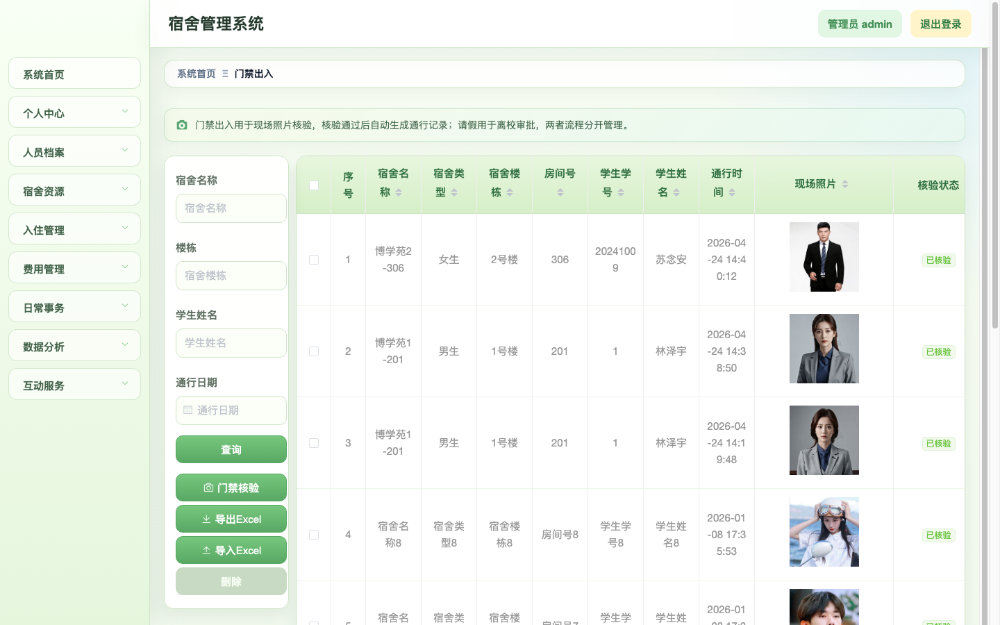 宿舍管理系统
管理员 admin
退出登录
系统首页
个人中心
人员档案
宿舍资源
入住管理
费用管理
日常事务
数据分析
互动服务
系统首页 门禁出入
门禁出入用于现场照片核验，核验通过后自动生成通行记录；请假用于离校审批，两者流程分开管理。
宿舍名称
宿舍名称
楼栋
宿舍楼栋
学生姓名
学生姓名
通行日期
通行日期
查询
门禁核验
导出Excel
导入Excel
删除
序号 宿舍名称 宿舍类型 宿舍楼栋 房间号 学生学号 学生姓名 通行时间 现场照片 核验状态
1 博学苑2-306 女生 2号楼 306 20241009 苏念安 2026-04-24 14:40:12 已核验
2 博学苑1-201 男生 1号楼 201 1 林泽宇 2026-04-24 14:38:50 已核验
3 博学苑1-201 男生 1号楼 201 1 林泽宇 2026-04-24 14:19:48 已核验
4 宿舍名称8 宿舍类型8 宿舍楼栋8 房间号8 学生学号8 学生姓名8 2026-01-08 17:35:53 已核验
宿舍名 宿舍类 宿舍楼 学生学 学生姓 2026-01